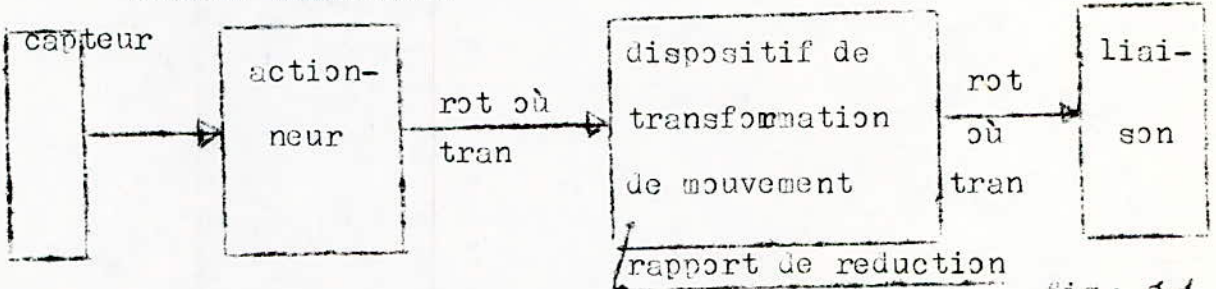 capteur
action-
neur
rot où
tran
dispositif de
transformation
de mouvement
rot
où
tran
liai-
son
rapport de reduction